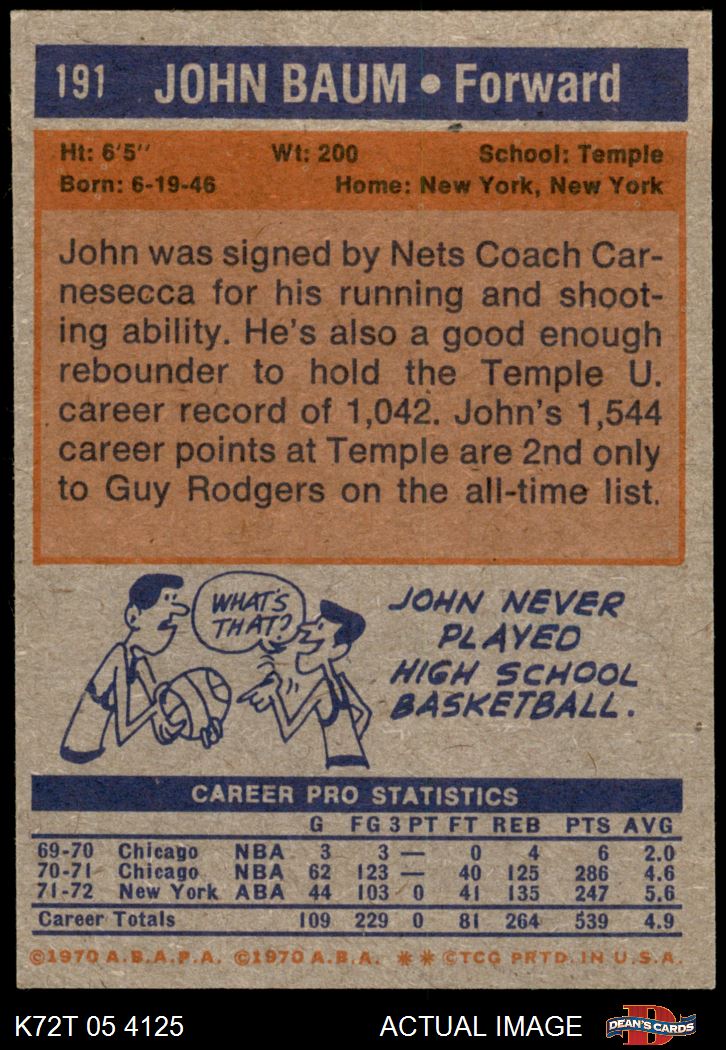 191 JOHN BAUM • Forward
Ht: 6'5'' Wt: 200 School: Temple
Born: 6-19-46 Home: New York, New York
John was signed by Nets Coach Car-
nesecca for his running and shoot-
ing ability. He's also a good enough
rebounder to hold the Temple U.
career record of 1,042. John's 1,544
career points at Temple are 2nd only
to Guy Rodgers on the all-time list.
WHAT'S
THAT?
JOHN NEVER
PLAYED
HIGH SCHOOL
BASKETBALL.
CAREER PRO STATISTICS
G FG 3 PT FT REB PTS AVG
69-70 Chicago NBA 3 3 — 0 4 6 2.0
70-71 Chicago NBA 62 123 — 40 125 286 4.6
71-72 New York ABA 44 103 0 41 135 247 5.6
Career Totals 109 229 0 81 264 539 4.9
©1970 A.B.A.P.A. ©1970 A.B.A. ** ©TCG PRTD. IN U.S.A.
K72T 05 4125 ACTUAL IMAGE DEAN'S CARDS